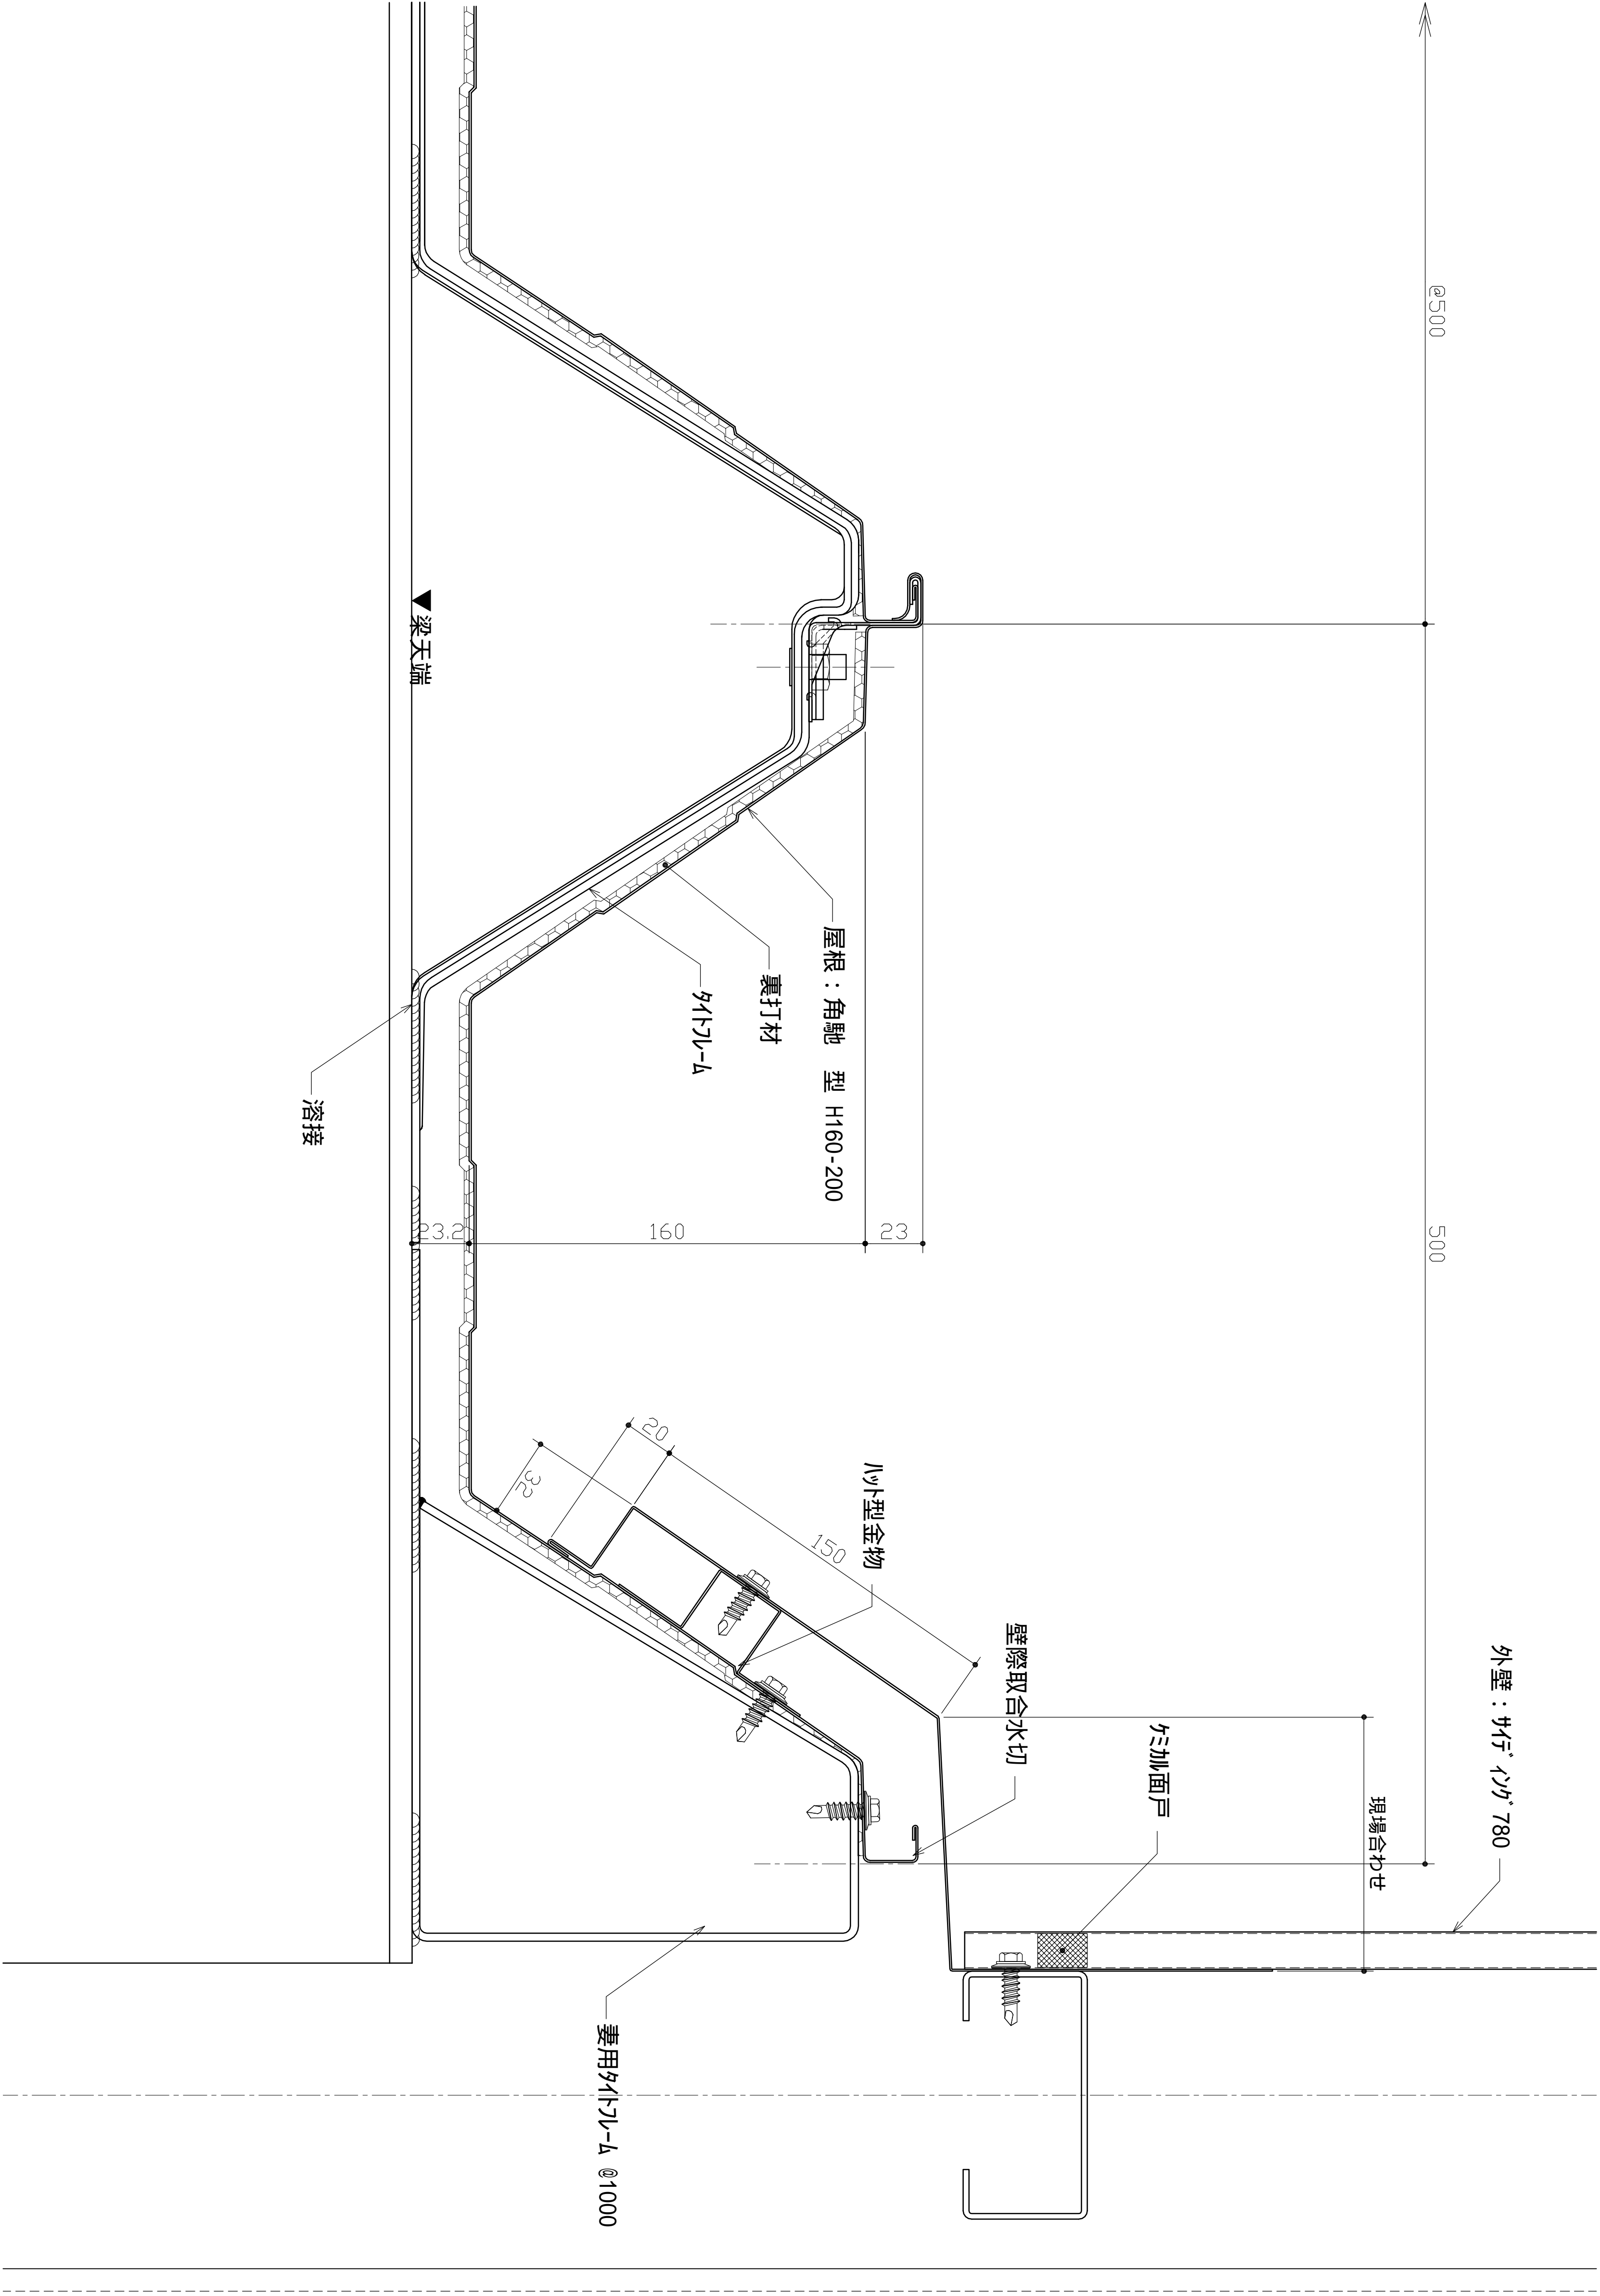 @500
500
外壁：ｻｲﾃﾞｨﾝｸﾞ780
現場合わせ
ｹﾐｶﾙ面戸
壁際取合水切
ﾊｯﾄ型金物
150
20
32
屋根：角馳　型 H160-200
裏打材
ﾀｲﾄﾌﾚｰﾑ
23
160
23.2
妻用ﾀｲﾄﾌﾚｰﾑ @1000
▼梁天端
溶接